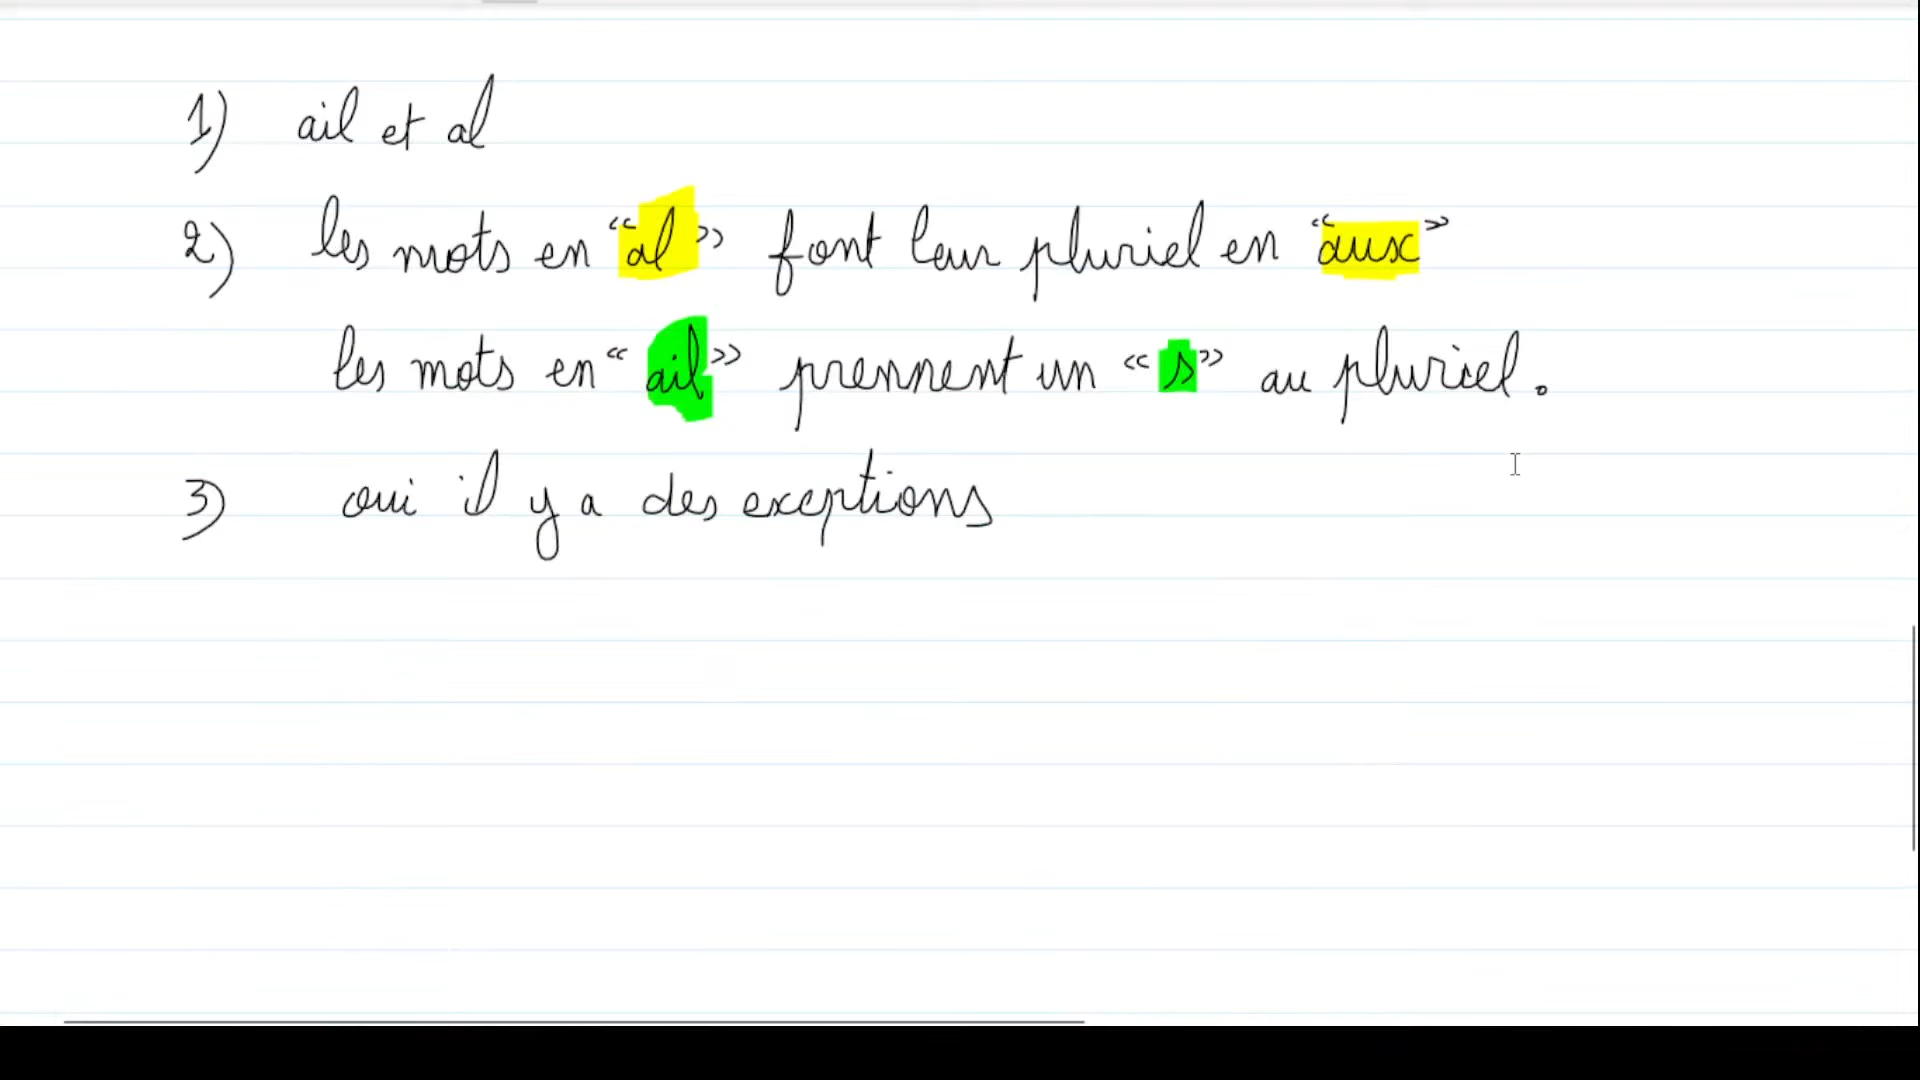 1) ail et al
2) les mots en “al” font leur pluriel en “aux”
les mots en “ail” prennent un “s” au pluriel.
3) oui il y a des exeptions